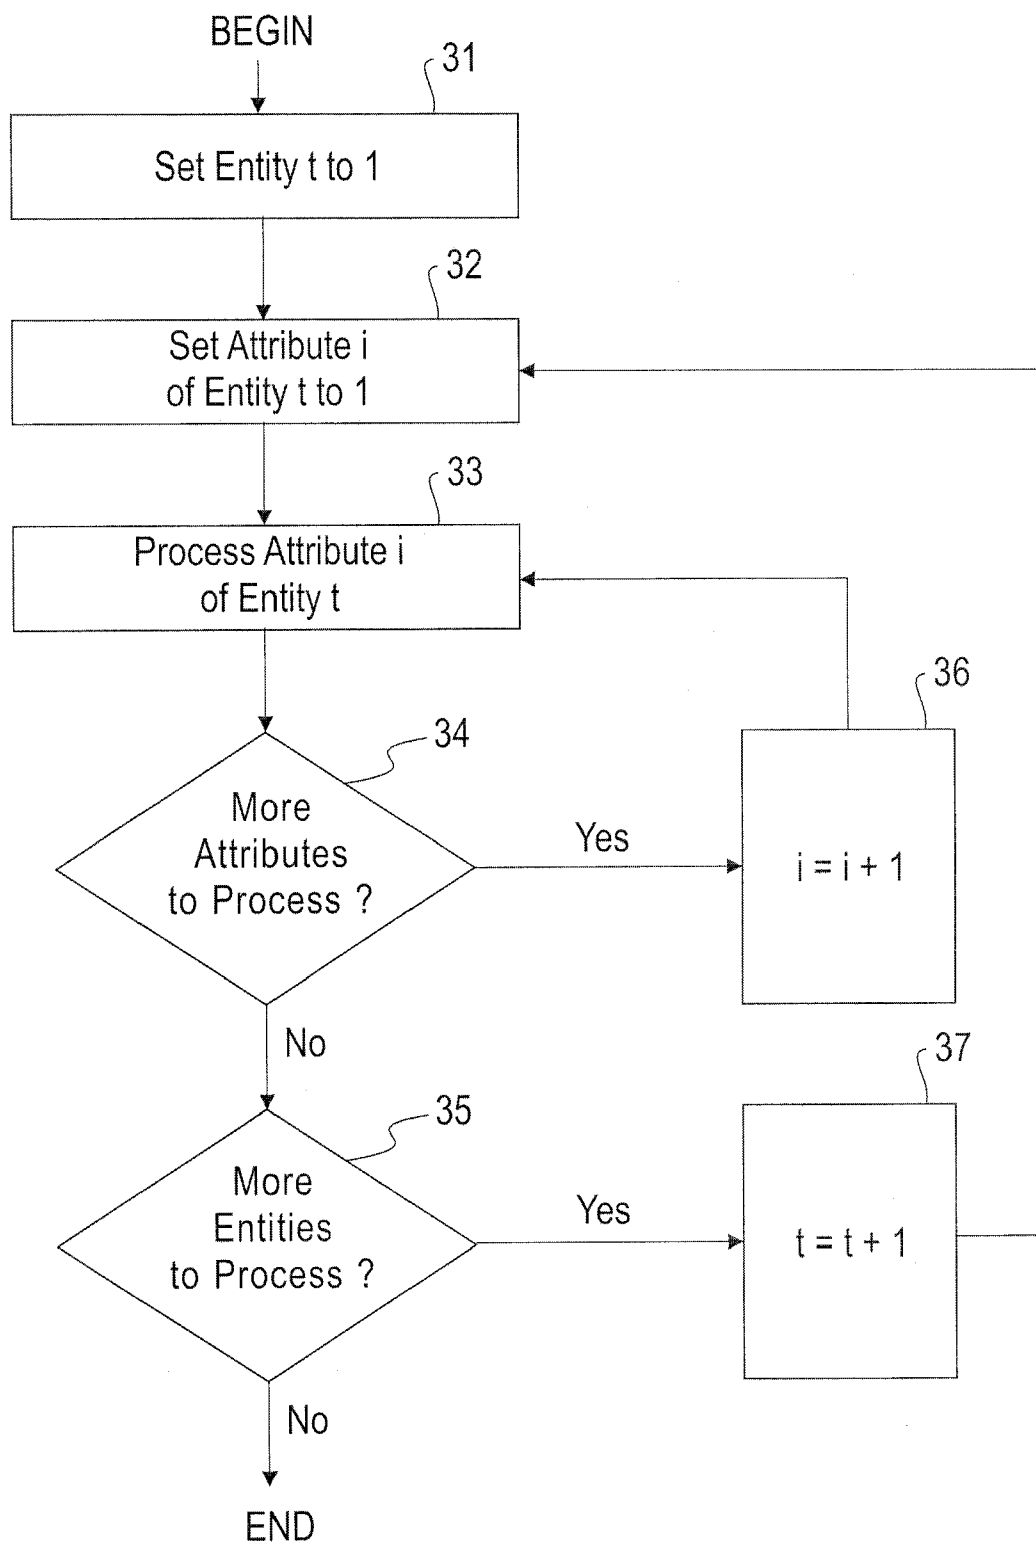 BEGIN
31
Set Entity t to 1
32
Set Attribute i
of Entity t to 1
33
Process Attribute i
of Entity t
36
34
More
Attributes
to Process ?
Yes
i = i + 1
No
37
35
More
Entities
to Process ?
Yes
t = t + 1
No
END